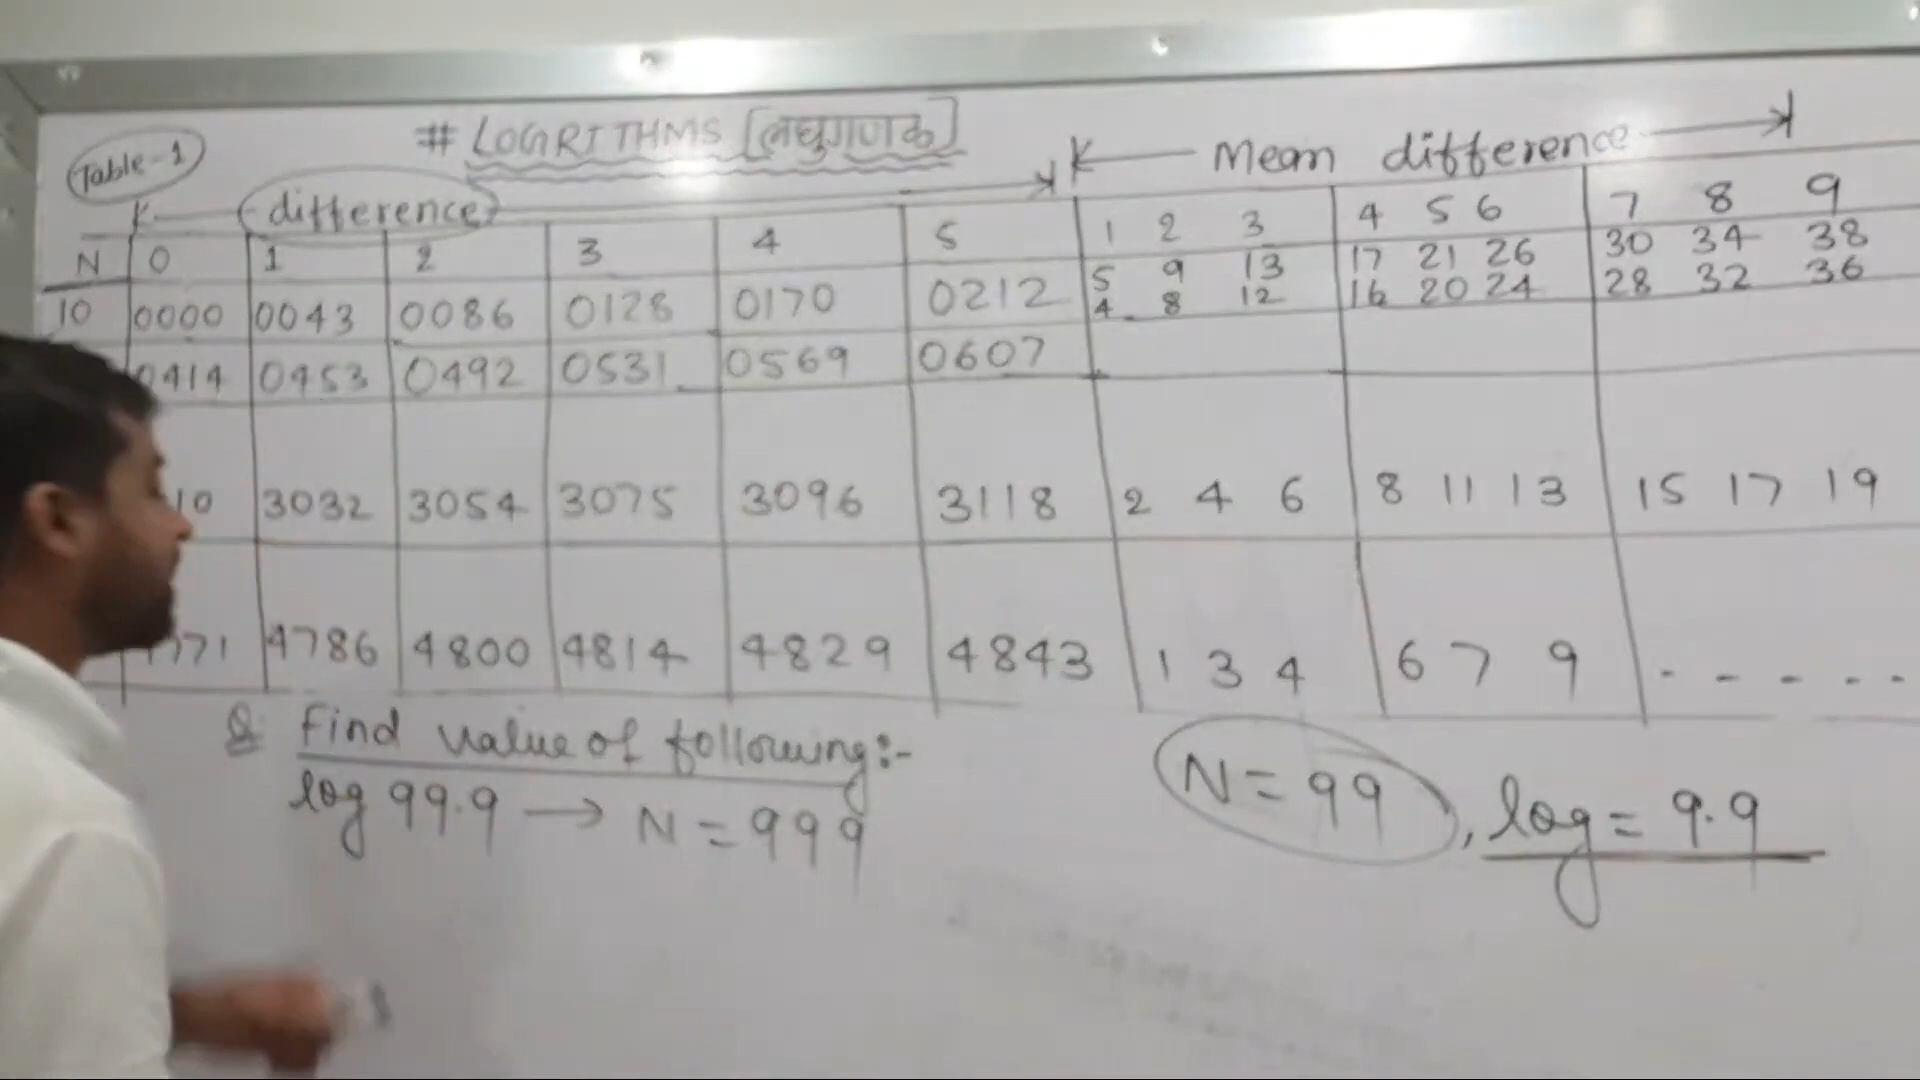 # LOGRITHMS [लघुगणक]
Table-1
difference
Mean difference
N 0 1 2 3 4 5 1 2 3 4 5 6 7 8 9
10 0000 0043 0086 0128 0170 0212 5 9 13 17 21 26 30 34 38
4 8 12 16 20 24 28 32 36
0414 0453 0492 0531 0569 0607
10 3032 3054 3075 3096 3118 2 4 6 8 11 13 15 17 19
771 4786 4800 4814 4829 4843 1 3 4 6 7 9 - - - - -
Q Find value of following:-
log 99.9 → N = 999
N = 99, log = 9.9